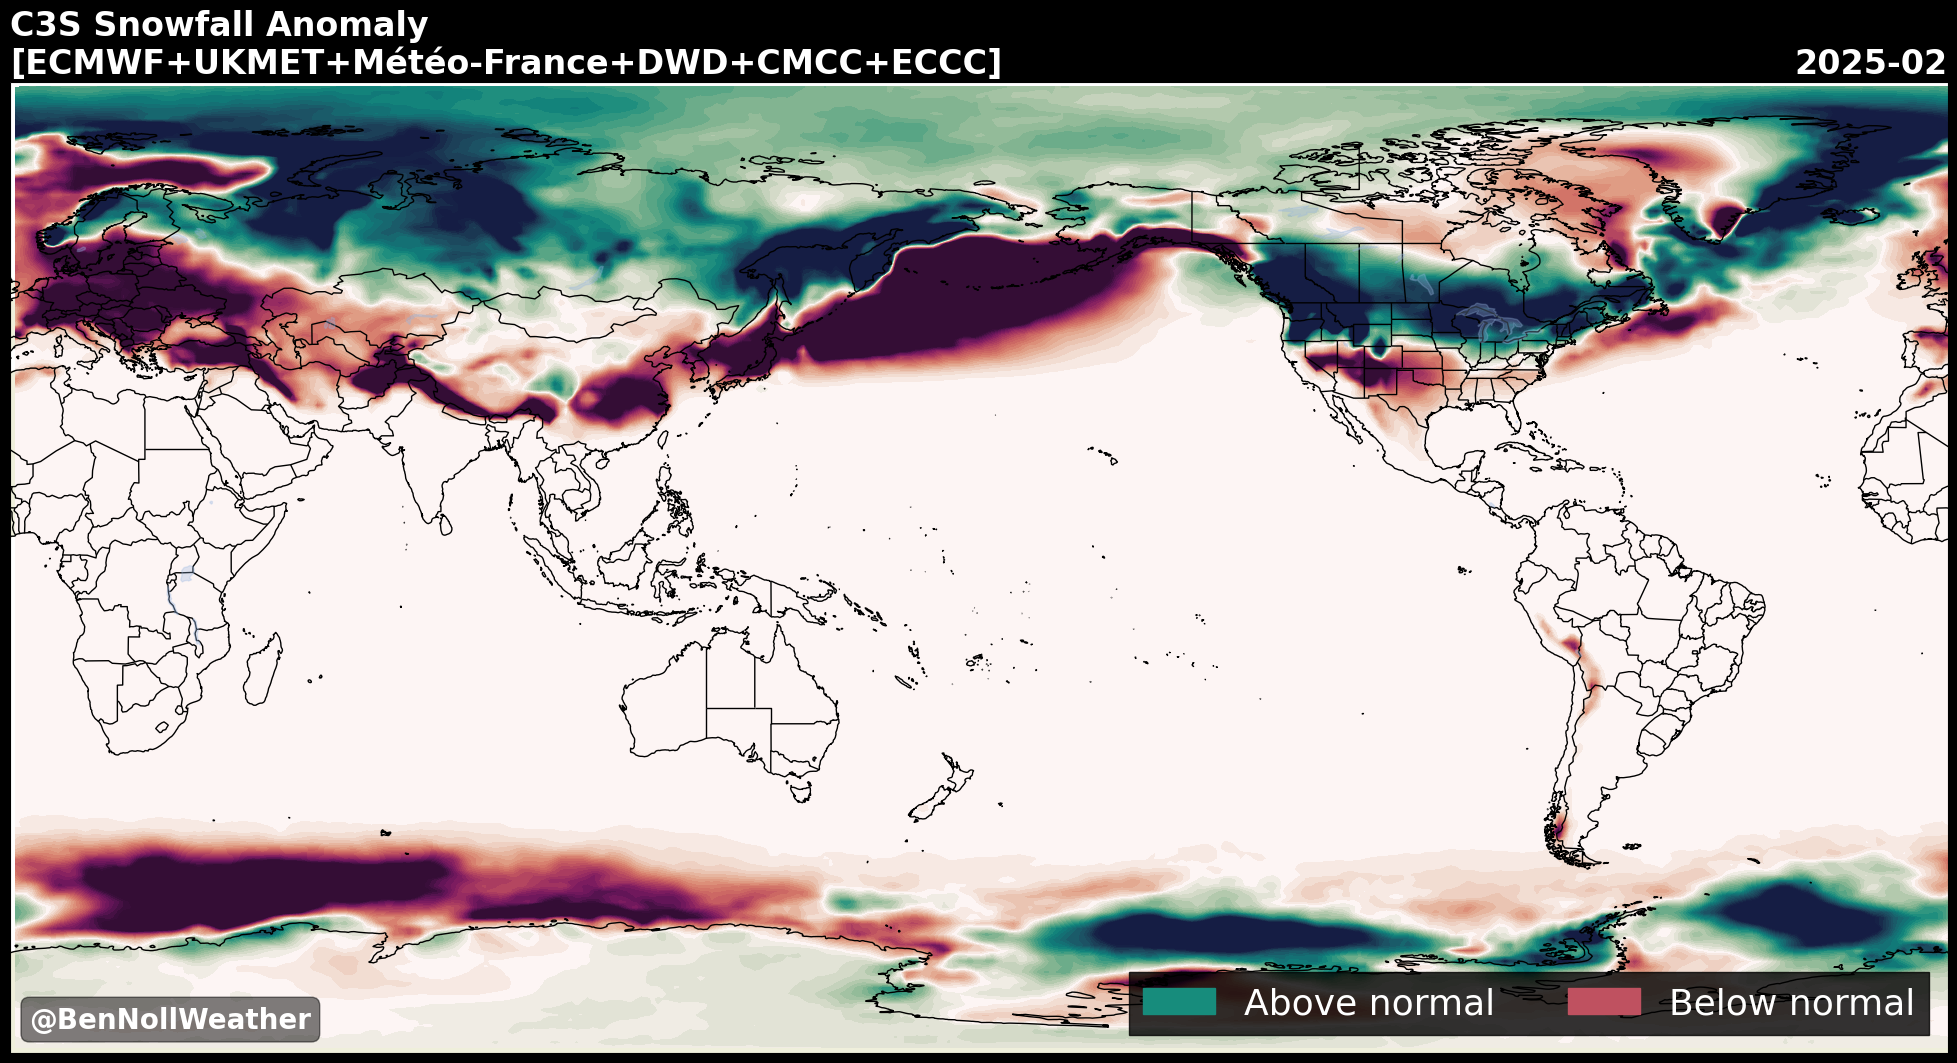 C3S Snowfall Anomaly
[ECMWF+UKMET+Météo-France+DWD+CMCC+ECCC]
2025-02
@BenNollWeather
Above normal
Below normal